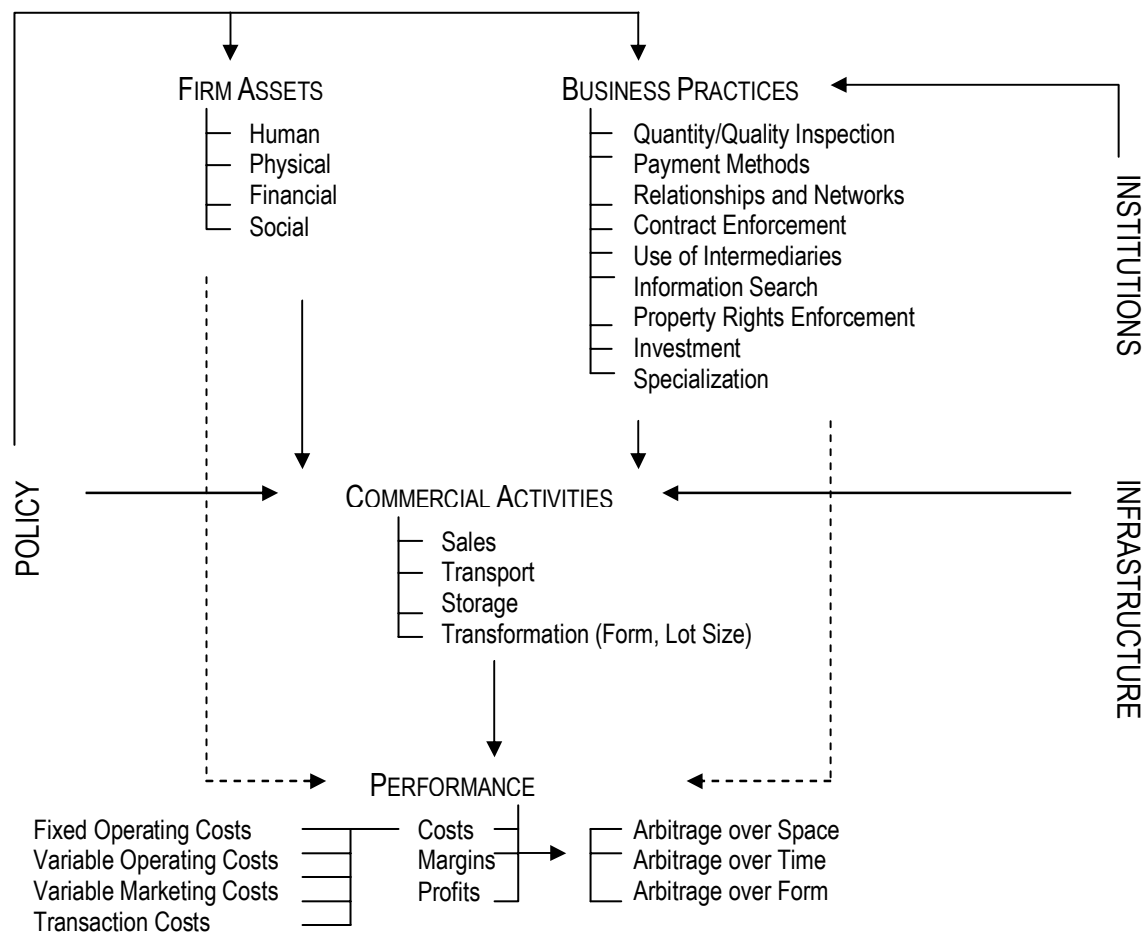 FIRM ASSETS
Human
Physical
Financial
Social
BUSINESS PRACTICES
Quantity/Quality Inspection
Payment Methods
Relationships and Networks
Contract Enforcement
Use of Intermediaries
Information Search
Property Rights Enforcement
Investment
Specialization
INSTITUTIONS
POLICY
COMMERCIAL ACTIVITIES
Sales
Transport
Storage
Transformation (Form, Lot Size)
INFRASTRUCTURE
PERFORMANCE
Fixed Operating Costs
Variable Operating Costs
Variable Marketing Costs
Transaction Costs
Costs
Margins
Profits
Arbitrage over Space
Arbitrage over Time
Arbitrage over Form